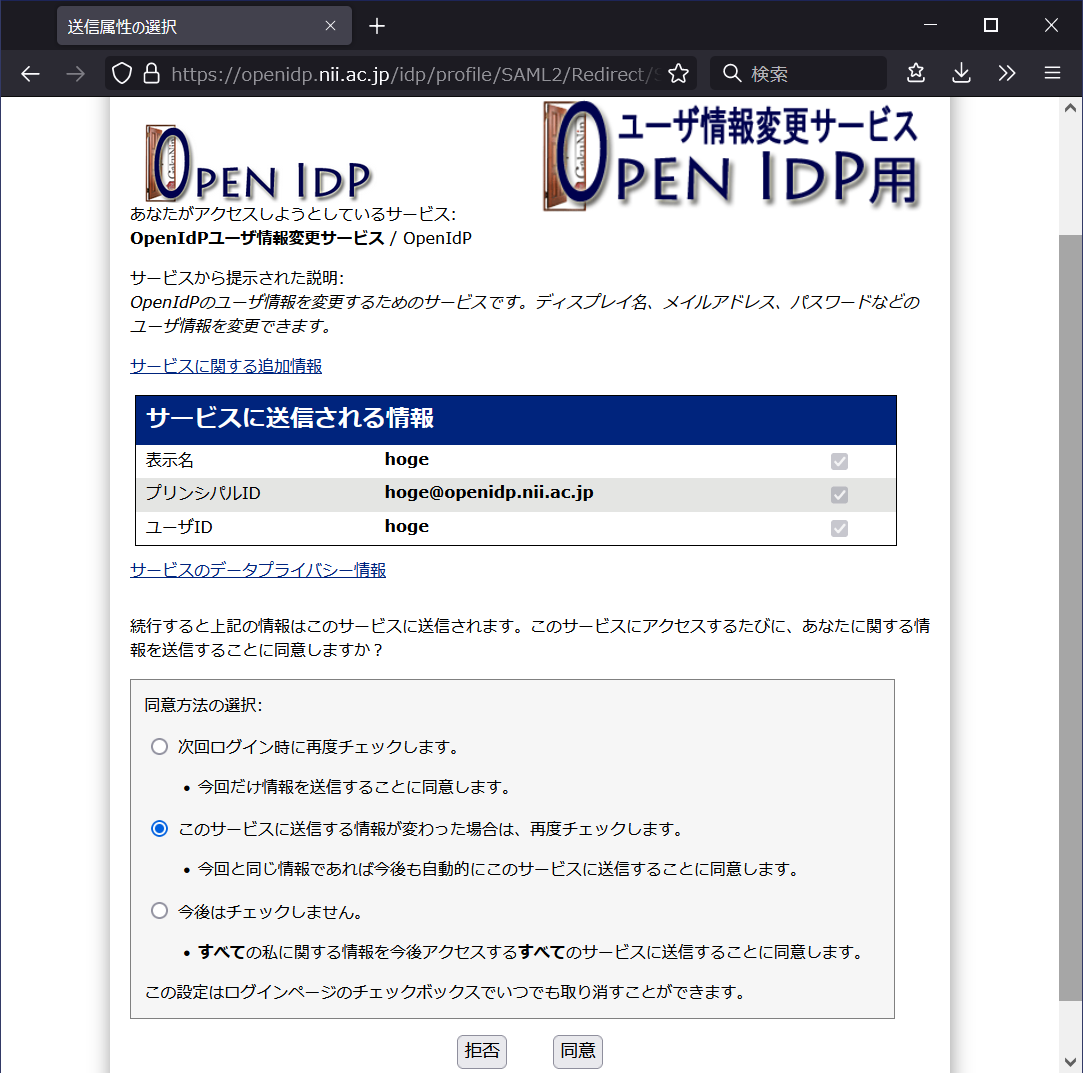 送信属性の選択
https://openidp.nii.ac.jp/idp/profile/SAML2/Redirect/
検索
OPEN IDP
ユーザ情報変更サービス
OPEN IDP用
あなたがアクセスしようとしているサービス:
OpenIdPユーザ情報変更サービス / OpenIdP
サービスから提示された説明:
OpenIdPのユーザ情報を変更するためのサービスです。ディスプレイ名、メイルアドレス、パスワードなどの
ユーザ情報を変更できます。
サービスに関する追加情報
サービスに送信される情報
表示名 hoge
プリンシパルID hoge@openidp.nii.ac.jp
ユーザID hoge
サービスのデータプライバシー情報
続行すると上記の情報はこのサービスに送信されます。このサービスにアクセスするたびに、あなたに関する情
報を送信することに同意しますか？
同意方法の選択:
次回ログイン時に再度チェックします。
• 今回だけ情報を送信することに同意します。
このサービスに送信する情報が変わった場合は、再度チェックします。
• 今回と同じ情報であれば今後も自動的にこのサービスに送信することに同意します。
今後はチェックしません。
• すべての私に関する情報を今後アクセスするすべてのサービスに送信することに同意します。
この設定はログインページのチェックボックスでいつでも取り消すことができます。
拒否 同意